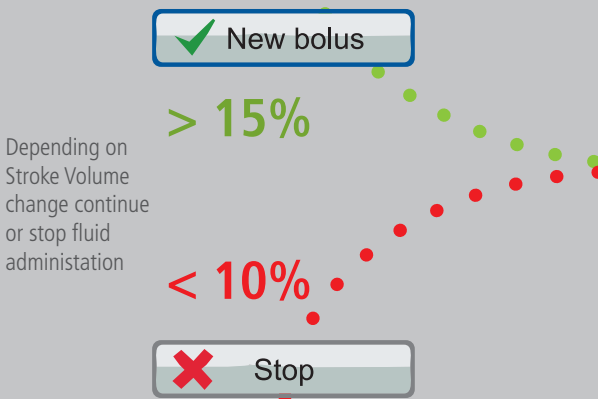 New bolus
> 15%
Depending on
Stroke Volume
change continue
or stop fluid
administation
< 10%
Stop